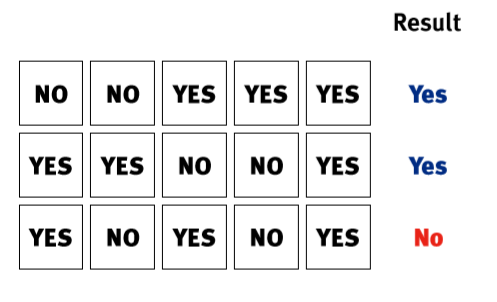 Result
NO NO YES YES YES Yes
YES YES NO NO YES Yes
YES NO YES NO YES No